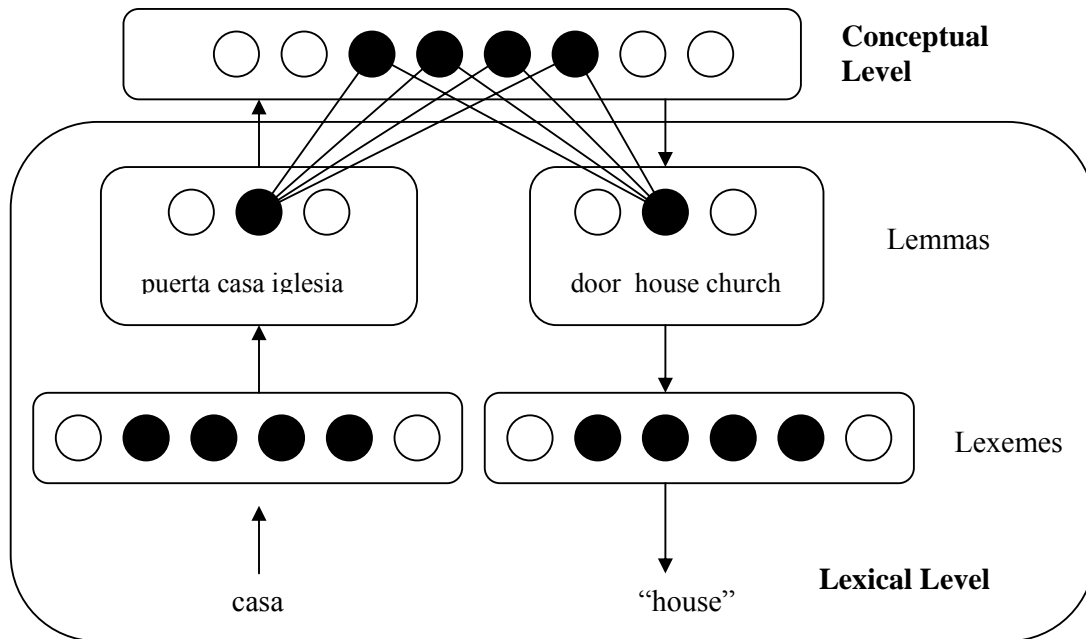 Conceptual
Level
puerta casa iglesia
door house church
Lemmas
Lexemes
casa
“house”
Lexical Level